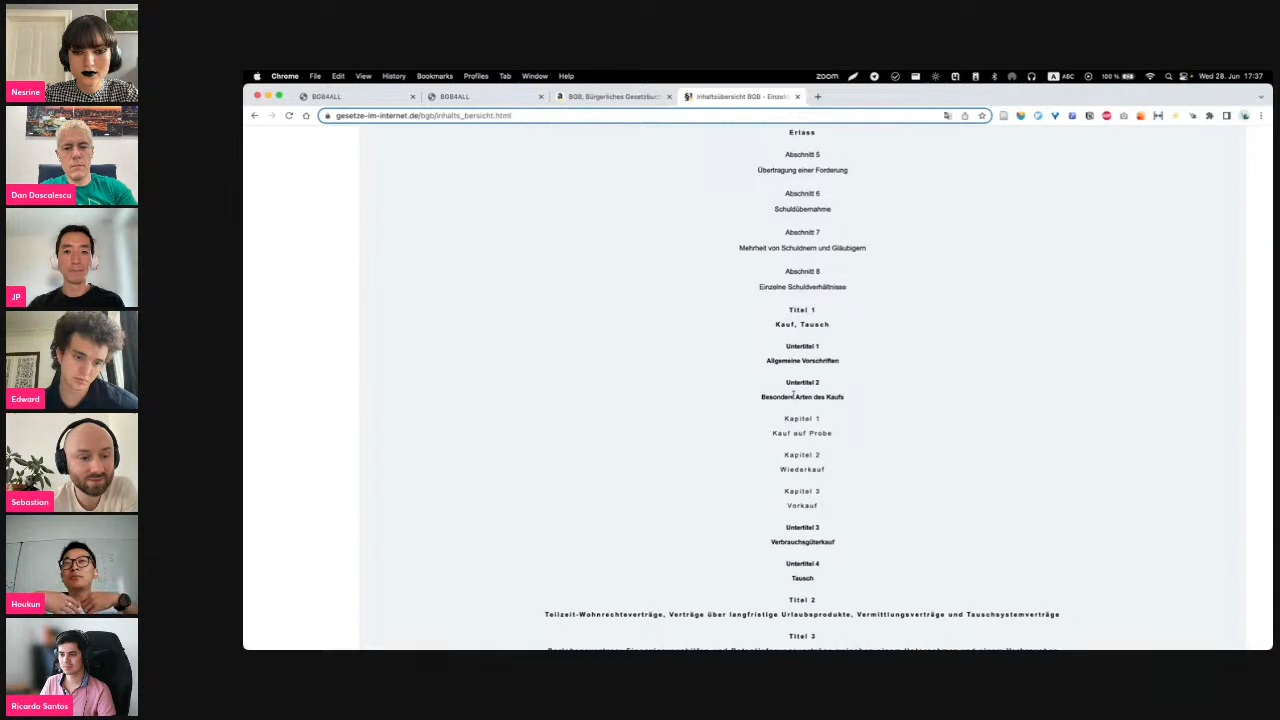 Nesrine
Dan Dascalescu
JP
Edward
Sebastian
Houkun
Ricardo Santos
Chrome File Edit View History Bookmarks Profiles Tab Window Help
zoom
A ABC
100 %
Wed 28. Jun 17:37
BGB4ALL
BGB4ALL
BGB, Bürgerliches Gesetzbuc
Inhaltsübersicht BGB - Einzel
gesetze-im-internet.de/bgb/inhalts_bersicht.html
Erlass
Abschnitt 5
Übertragung einer Forderung
Abschnitt 6
Schuldübernahme
Abschnitt 7
Mehrheit von Schuldnern und Gläubigern
Abschnitt 8
Einzelne Schuldverhältnisse
Titel 1
Kauf, Tausch
Untertitel 1
Allgemeine Vorschriften
Untertitel 2
Besondere Arten des Kaufs
Kapitel 1
Kauf auf Probe
Kapitel 2
Wiederkauf
Kapitel 3
Vorkauf
Untertitel 3
Verbrauchsgüterkauf
Untertitel 4
Tausch
Titel 2
Teilzeit-Wohnrechteverträge, Verträge über langfristige Urlaubsprodukte, Vermittlungsverträge und Tauschsystemverträge
Titel 3